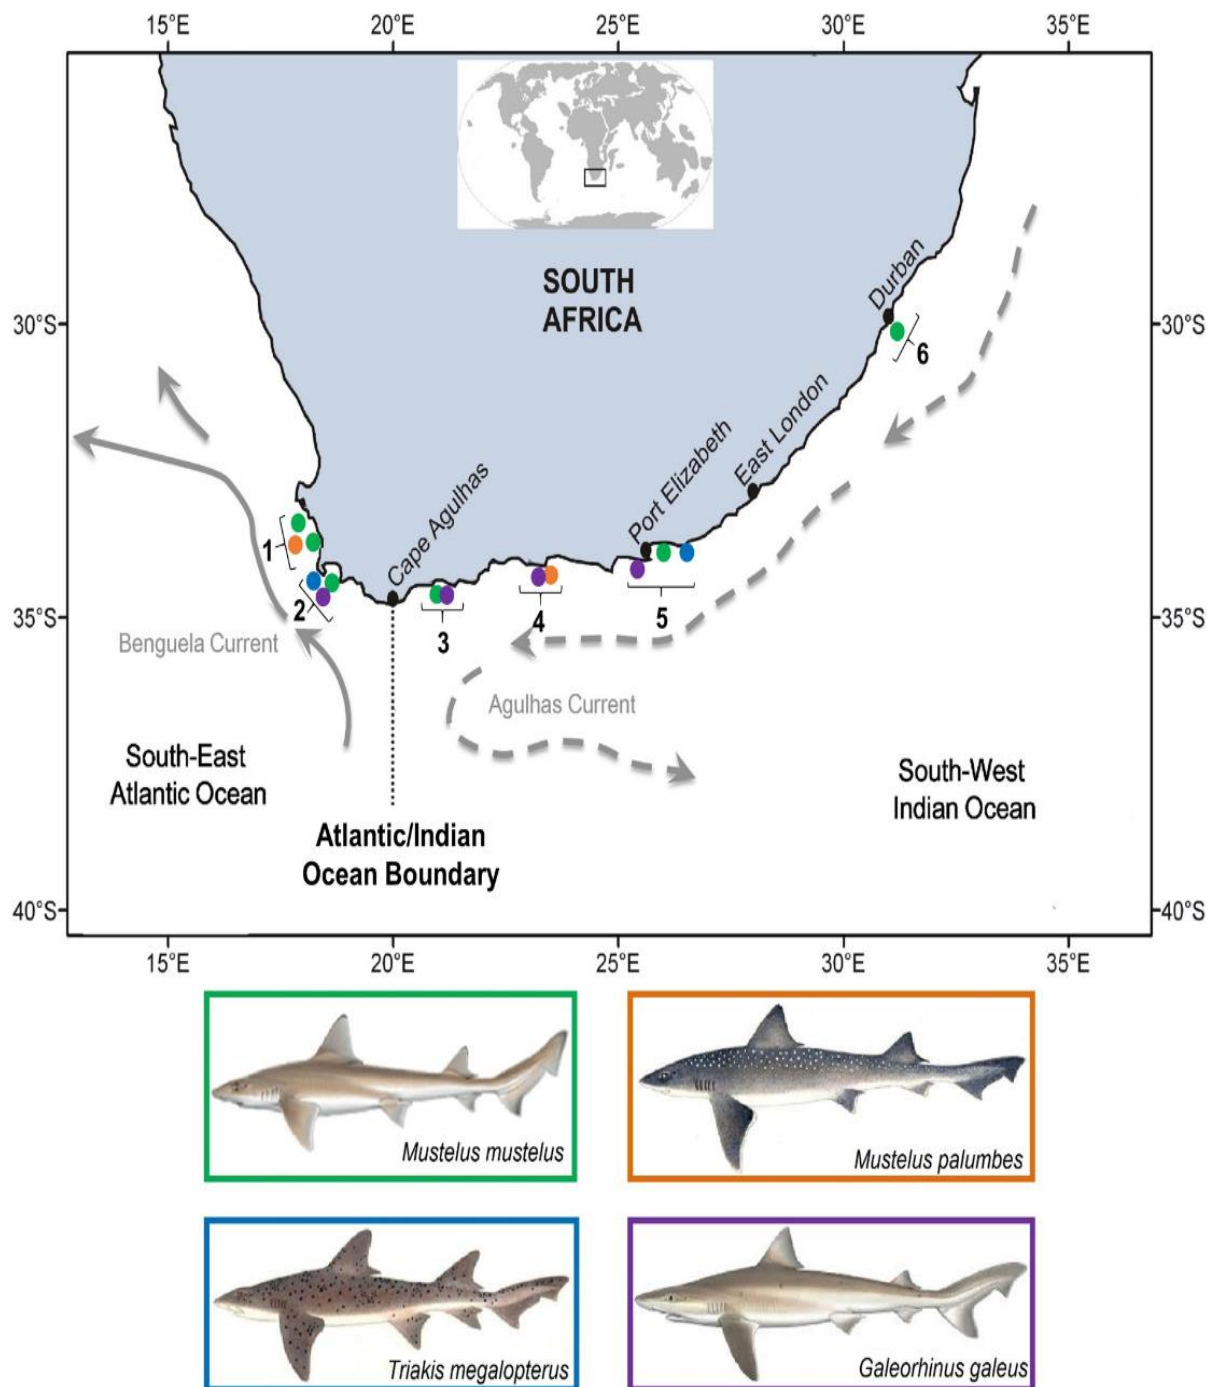 15°E 20°E 25°E 30°E 35°E
SOUTH
AFRICA
Durban
30°S 30°S
6
East London
Port Elizabeth
Cape Agulhas
1
2
3
4
5
35°S 35°S
Benguela Current
Agulhas Current
South-East
Atlantic Ocean
South-West
Indian Ocean
Atlantic/Indian
Ocean Boundary
40°S 40°S
15°E 20°E 25°E 30°E 35°E
Mustelus mustelus
Mustelus palumbes
Triakis megalopterus
Galeorhinus galeus